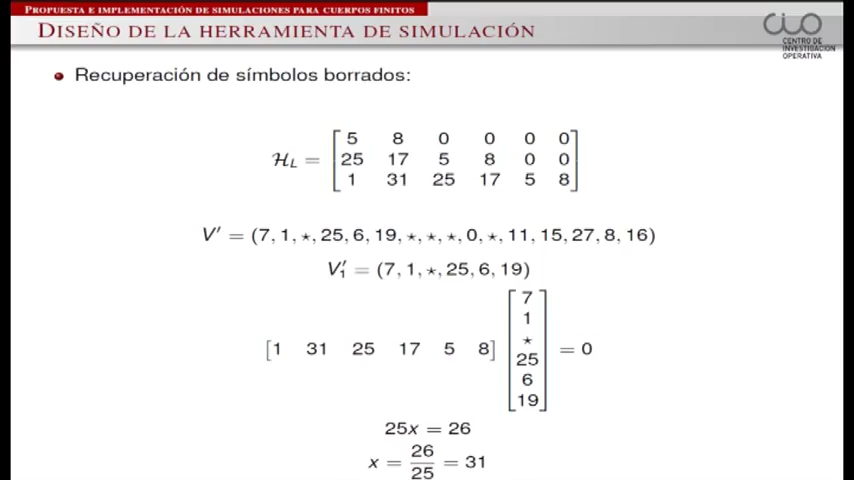 PROPUESTA E IMPLEMENTACIÓN DE SIMULACIONES PARA CUERPOS FINITOS
DISEÑO DE LA HERRAMIENTA DE SIMULACIÓN
CIO
CENTRO DE
INVESTIGACIÓN
OPERATIVA
Recuperación de símbolos borrados:
5 8 0 0 0 0
ℋL = [25 17 5 8 0 0]
1 31 25 17 5 8
V′ = (7, 1, ⋆, 25, 6, 19, ⋆, ⋆, ⋆, 0, ⋆, 11, 15, 27, 8, 16)
V′1 = (7, 1, ⋆, 25, 6, 19)
7
1
⋆
[1 31 25 17 5 8] = 0
25
6
19
25x = 26
x = 26/25 = 31